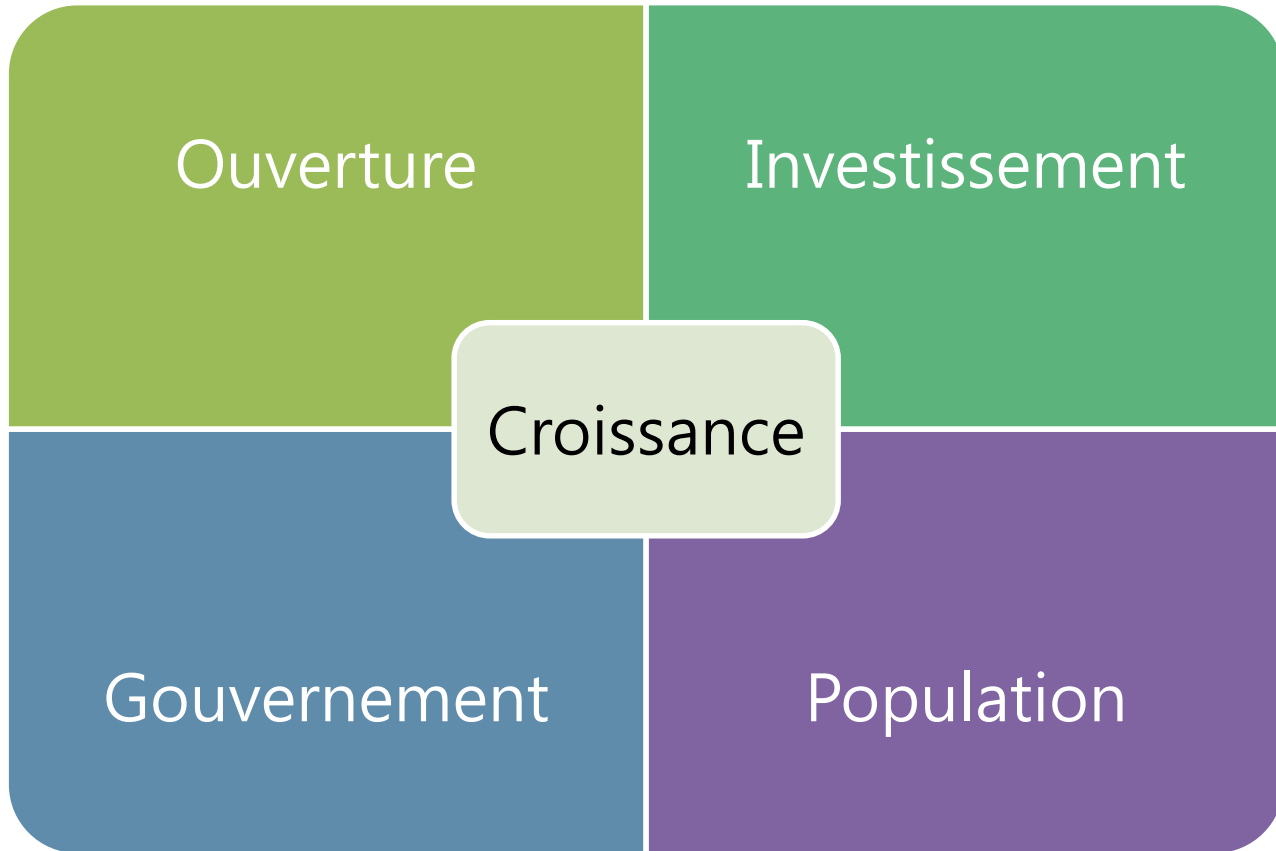 Ouverture
Investissement
Croissance
Gouvernement
Population